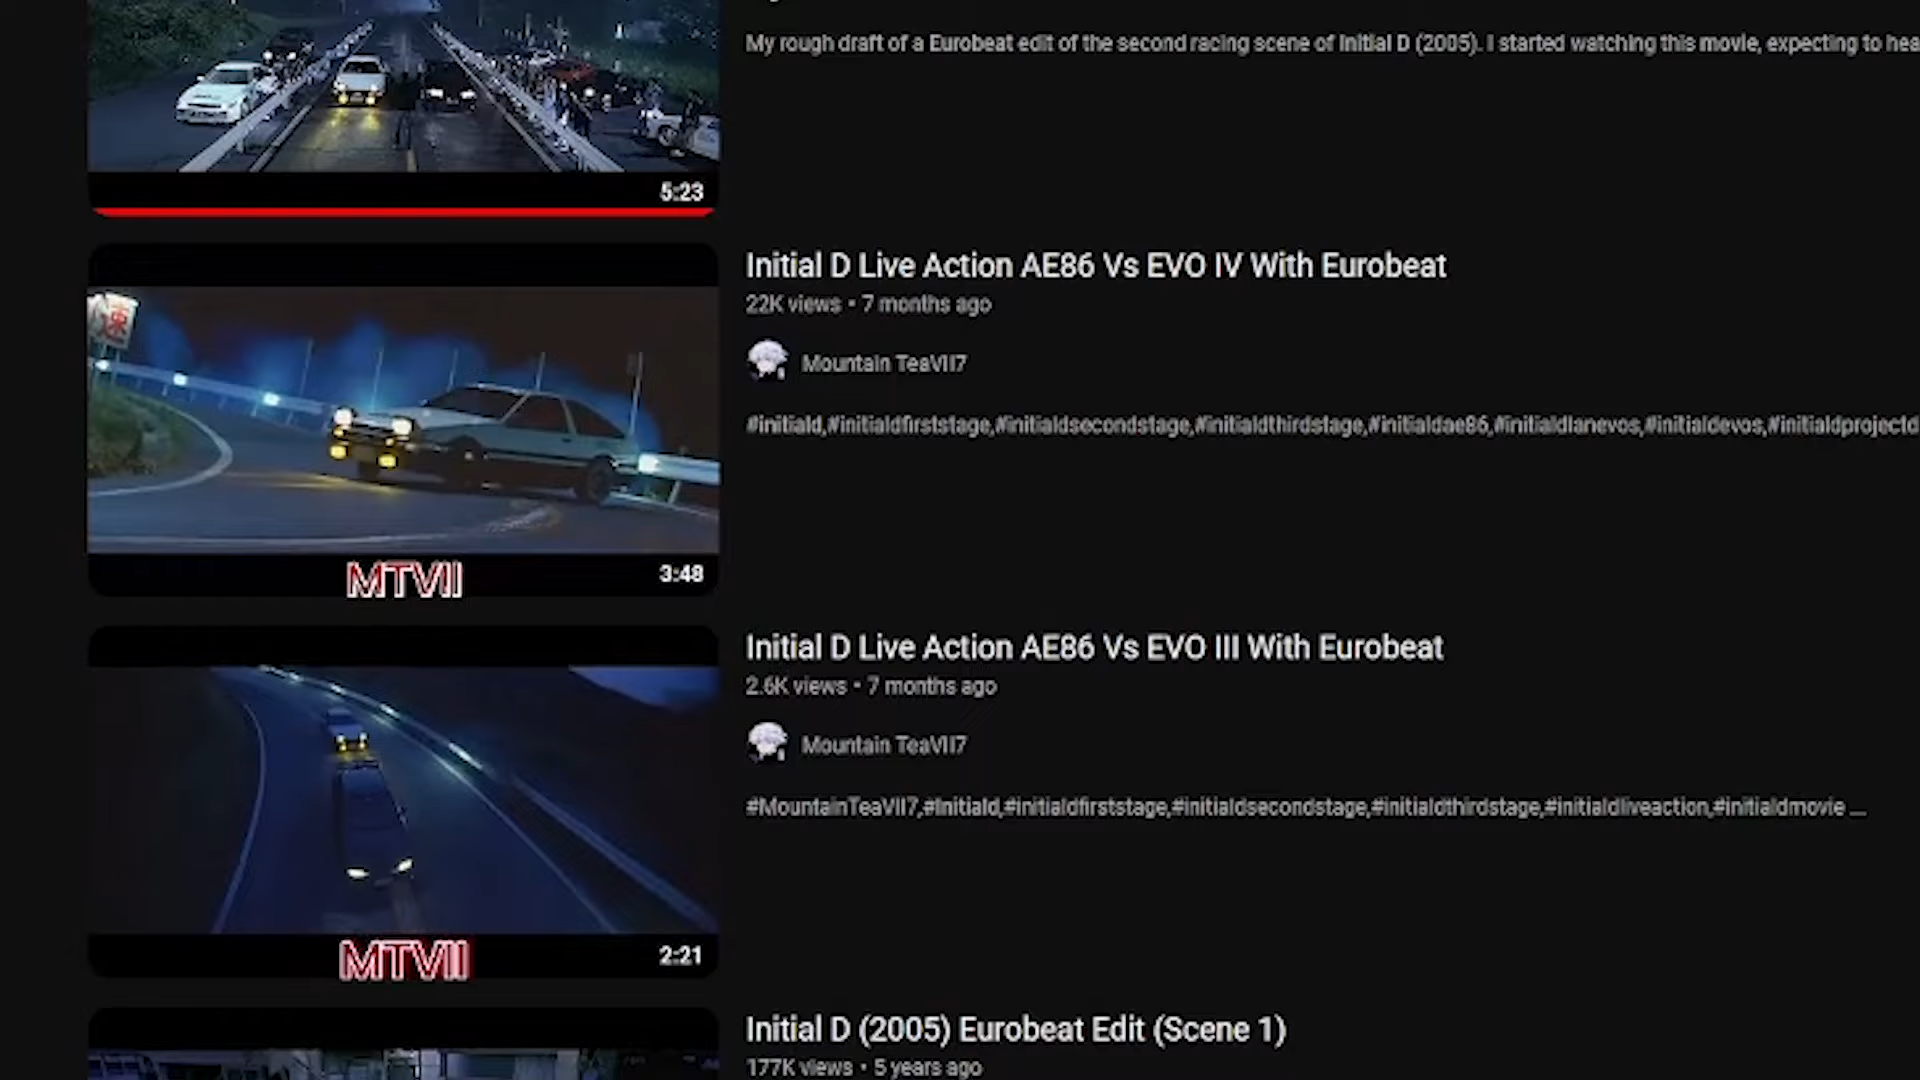 My rough draft of a Eurobeat edit of the second racing scene of Initial D (2005). I started watching this movie, expecting to hea
5:23
速
Initial D Live Action AE86 Vs EVO IV With Eurobeat
22K views • 7 months ago
Mountain TeaVII7
#initiald,#initialdfirststage,#initialdsecondstage,#initialdthirdstage,#initialdae86,#initialdlanevos,#initialdevos,#initialdprojectd
MTVII
3:48
Initial D Live Action AE86 Vs EVO III With Eurobeat
2.6K views • 7 months ago
Mountain TeaVII7
#MountainTeaVII7,#Initiald,#initialdfirststage,#initialdsecondstage,#initialdthirdstage,#initialdliveaction,#initialdmovie ...
MTVII
2:21
Initial D (2005) Eurobeat Edit (Scene 1)
177K views • 5 years ago